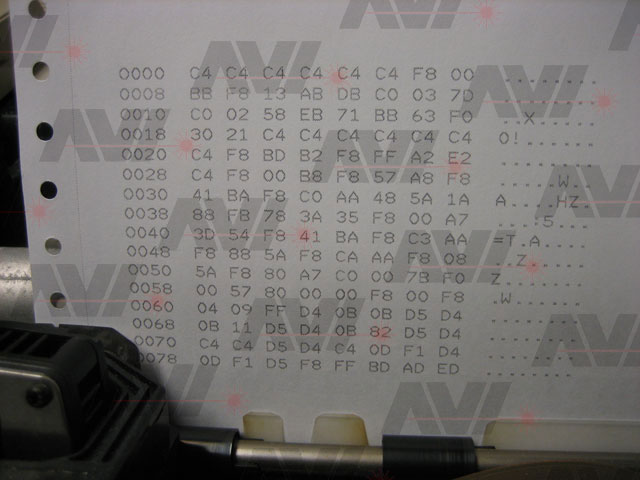 0000 C4 C4 C4 C4 C4 C4 F8 00 ........
0008 BB F8 13 AB DB C0 03 7D ........
0010 C0 02 58 EB 71 BB 63 F0 ..X.....
0018 30 21 C4 C4 C4 C4 C4 C4 0!......
0020 C4 F8 BD B2 F8 FF A2 E2 ........
0028 C4 F8 00 B8 F8 57 A8 F8 .....W..
0030 41 BA F8 C0 AA 48 5A 1A A....HZ.
0038 88 FB 78 3A 35 F8 00 A7 ....5...
0040 3D 54 F8 41 BA F8 C3 AA =T.A....
0048 F8 88 5A F8 CA AA F8 08 ..Z.....
0050 5A F8 80 A7 C0 00 7B F0 Z.......
0058 00 57 80 00 00 F8 00 F8 .W......
0060 04 09 FF D4 0B 0B D5 D4 ........
0068 0B 11 D5 D4 0B 82 D5 D4 ........
0070 C4 C4 D5 D4 C4 0D F1 D4 ........
0078 0D F1 D5 F8 FF BD AD ED ........